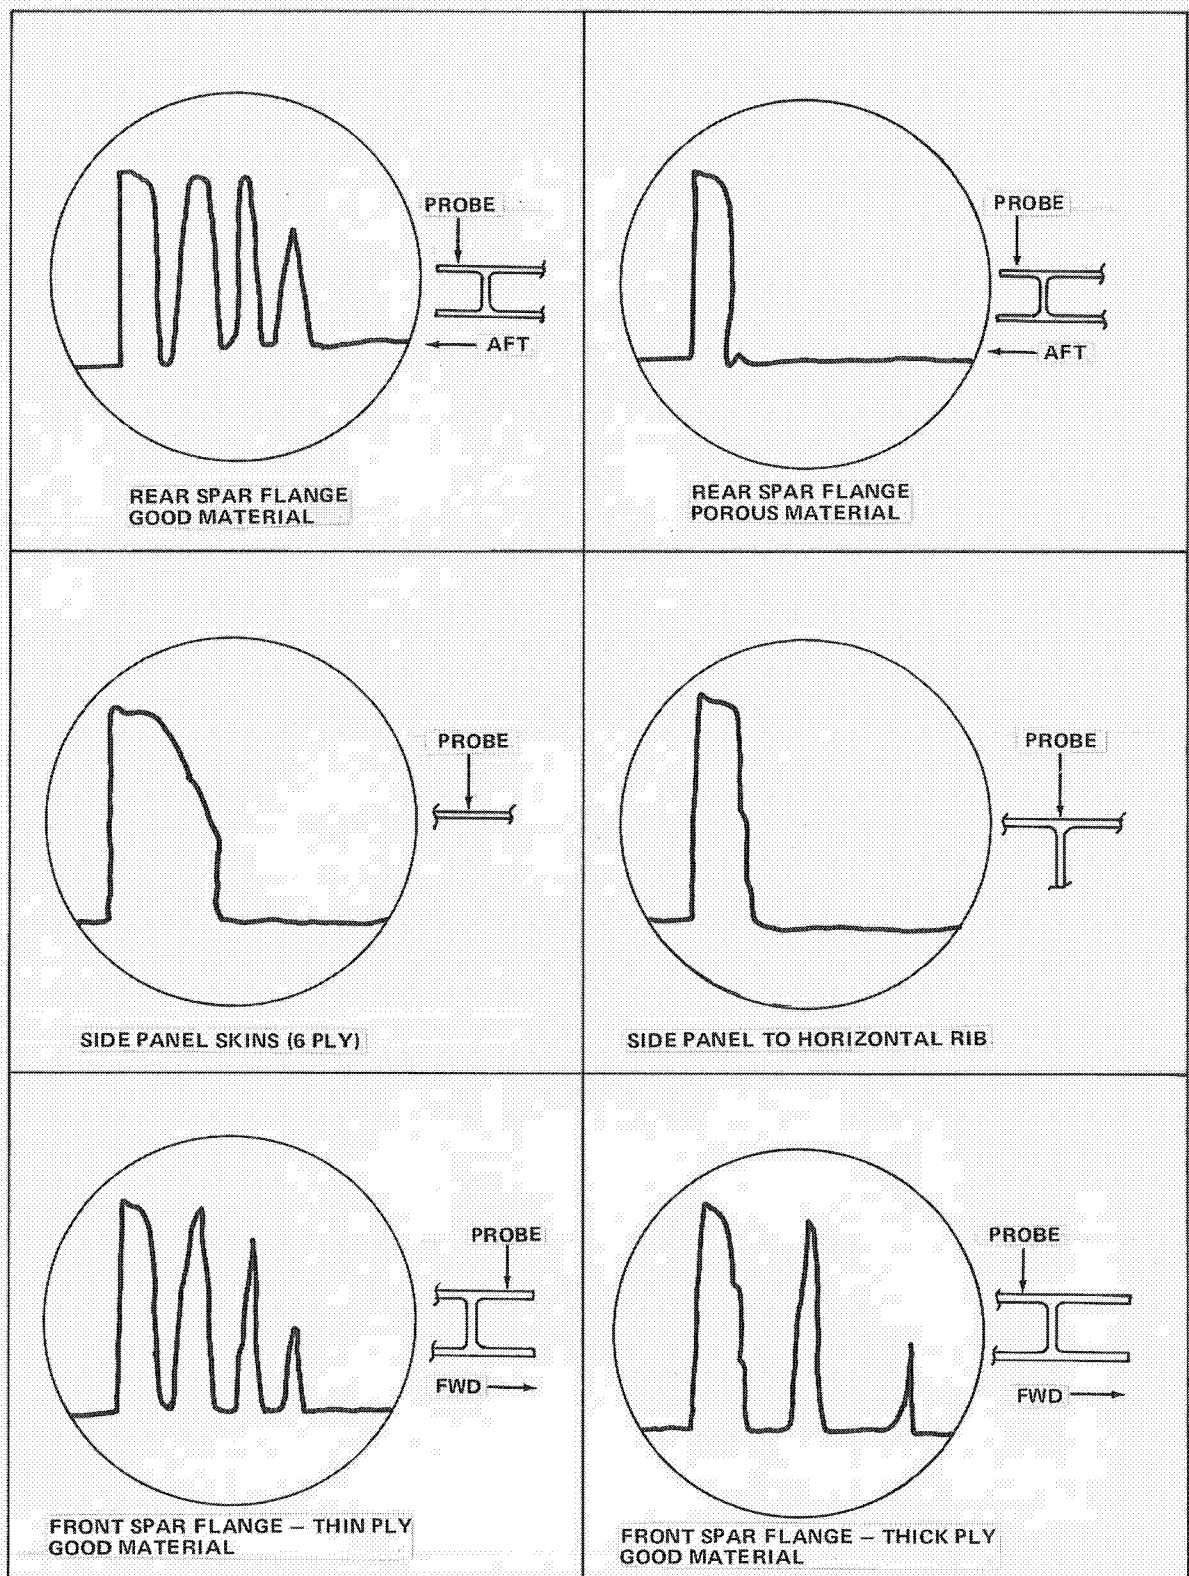 PROBE
AFT
REAR SPAR FLANGE
GOOD MATERIAL
PROBE
AFT
REAR SPAR FLANGE
POROUS MATERIAL
PROBE
SIDE PANEL SKINS (6 PLY)
PROBE
SIDE PANEL TO HORIZONTAL RIB
PROBE
FWD
FRONT SPAR FLANGE – THIN PLY
GOOD MATERIAL
PROBE
FWD
FRONT SPAR FLANGE – THICK PLY
GOOD MATERIAL